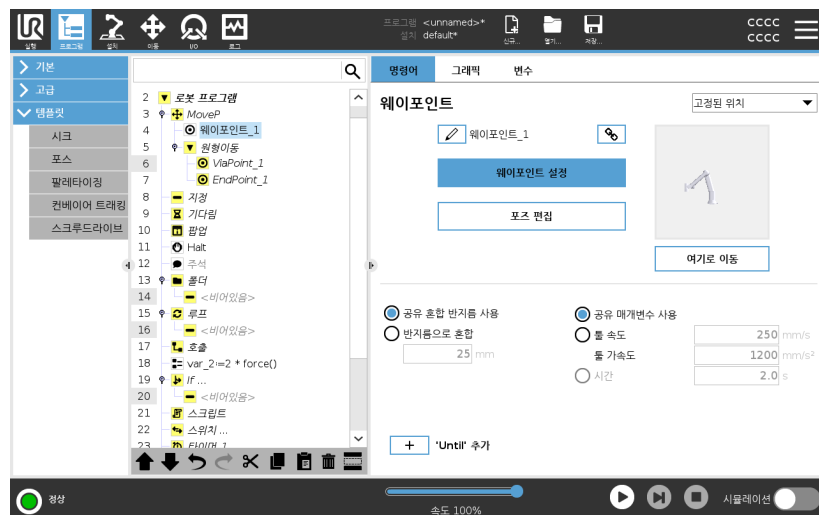 UR
프로그램 <unnamed>*
설치 default*
실행 프로그램 설치 이동 I/O 로그
신규... 열기... 저장...
CCCC
CCCC
기본
고급
템플릿
시크
포스
팔레타이징
컨베이어 트래킹
스크루드라이브
2 로봇 프로그램
3 MoveP
4 웨이포인트_1
5 원형이동
6 ViaPoint_1
7 EndPoint_1
8 지정
9 기다림
10 팝업
11 Halt
12 주석
13 폴더
14 <비어있음>
15 루프
16 <비어있음>
17 호출
18 var_2≔2 * force()
19 If ...
20 <비어있음>
21 스크립트
22 스위치 ...
23 타이머 1
명령어 그래픽 변수
웨이포인트
고정된 위치
웨이포인트_1
웨이포인트 설정
포즈 편집
여기로 이동
공유 혼합 반지름 사용
반지름으로 혼합
25 mm
공유 매개변수 사용
툴 속도 250 mm/s
툴 가속도 1200 mm/s²
시간 2.0 s
+ 'Until' 추가
정상
속도 100%
시뮬레이션